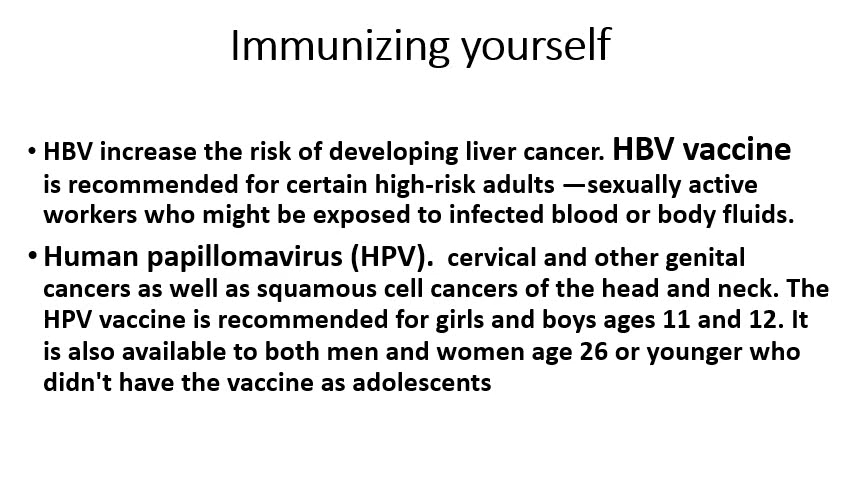 Immunizing yourself
• HBV increase the risk of developing liver cancer. HBV vaccine
is recommended for certain high-risk adults —sexually active
workers who might be exposed to infected blood or body fluids.
• Human papillomavirus (HPV).  cervical and other genital
cancers as well as squamous cell cancers of the head and neck. The
HPV vaccine is recommended for girls and boys ages 11 and 12. It
is also available to both men and women age 26 or younger who
didn't have the vaccine as adolescents